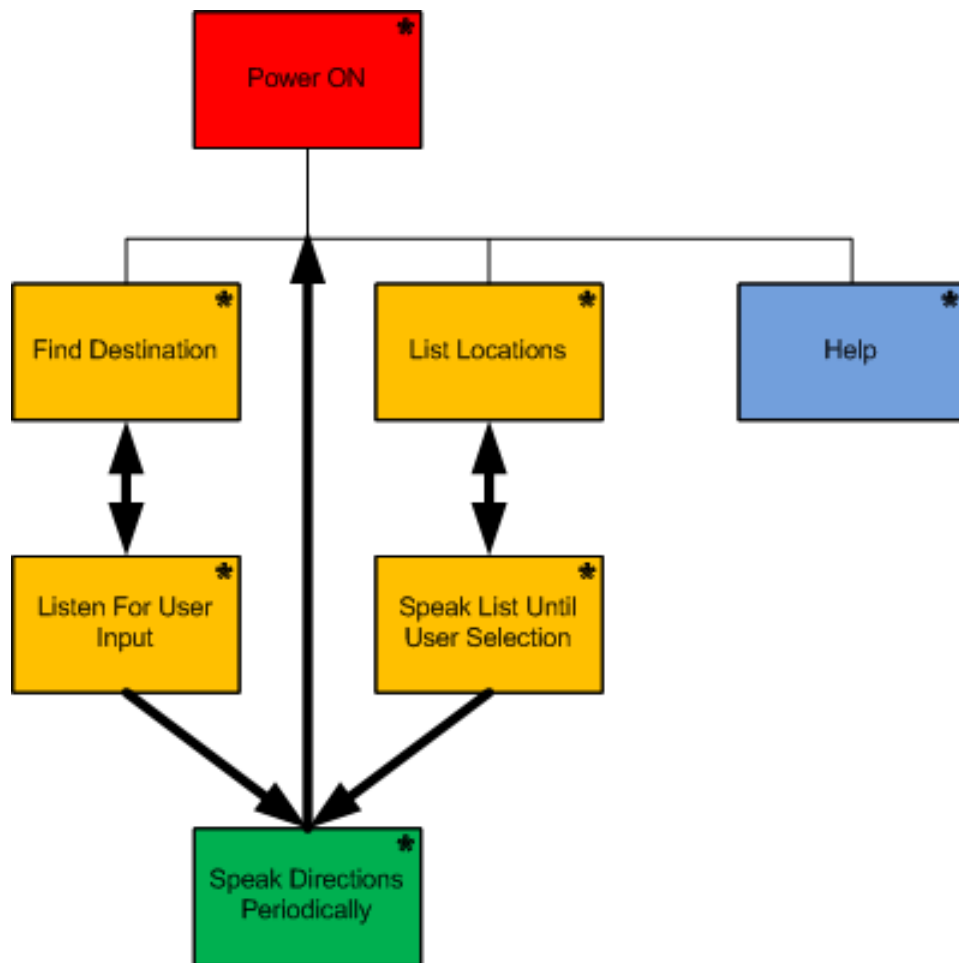 *
Power ON
*
Find Destination
*
List Locations
*
Help
*
Listen For User
Input
*
Speak List Until
User Selection
*
Speak Directions
Periodically